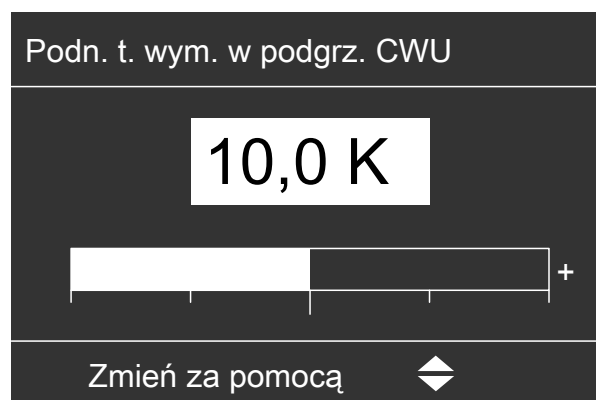 Podn. t. wym. w podgrz. CWU
10,0 K
+
Zmień za pomocą